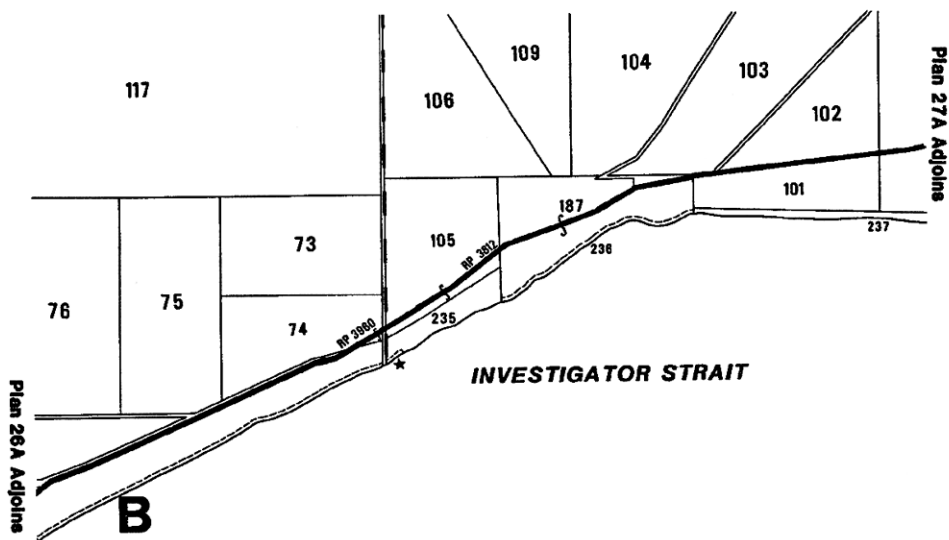 109
104
103
117
106
102
Plan 27A Adjoins
101
187
73
105
RP 3812
236
237
76
75
74
RP 3960
235
INVESTIGATOR STRAIT
Plan 26A Adjoins
B